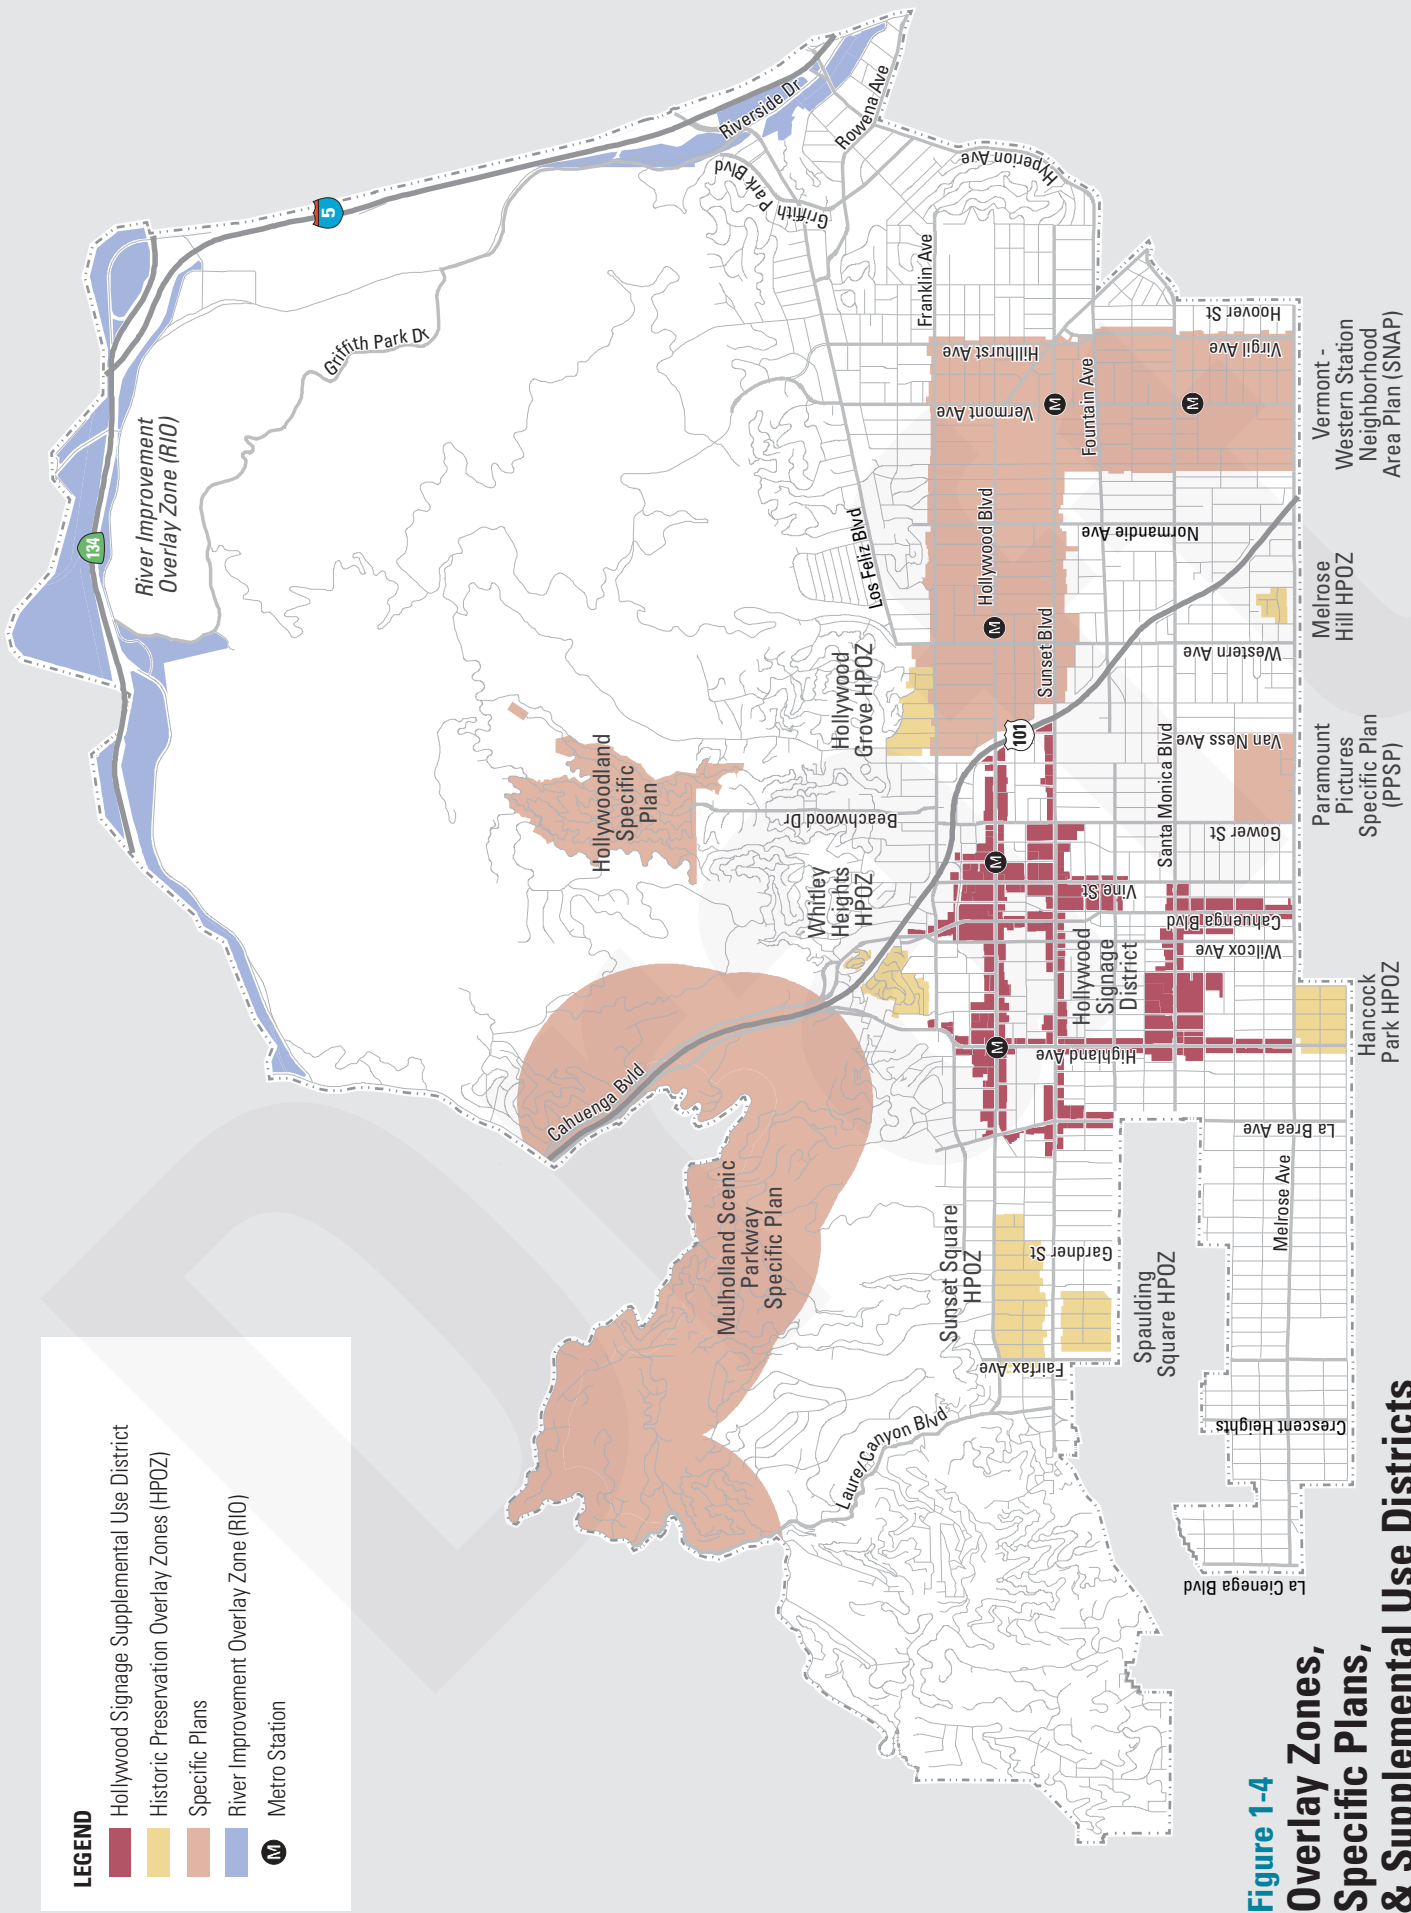 LEGEND
Hollywood Signage Supplemental Use District
Historic Preservation Overlay Zones (HPOZ)
Specific Plans
River Improvement Overlay Zone (RIO)
M
Metro Station
Figure 1-4
Overlay Zones,
Specific Plans,
& Supplemental Use Districts
River Improvement
Overlay Zone (RIO)
134
5
Griffith Park Dr
Riverside Dr
Griffith Park Blvd
Rowena Ave
Hyperion Ave
Los Feliz Blvd
Franklin Ave
Hillhurst Ave
Vermont Ave
Hollywood Blvd
Sunset Blvd
Fountain Ave
Hoover St
Virgil Ave
Normandie Ave
Western Ave
Van Ness Ave
Santa Monica Blvd
Gower St
Vine St
Cahuenga Blvd
Wilcox Ave
Highland Ave
La Brea Ave
Melrose Ave
Gardner St
Fairfax Ave
Crescent Heights
La Cienega Blvd
Laurel Canyon Blvd
Cahuenga Bvld
Beachwood Dr
101
M
M
M
M
M
Mulholland Scenic
Parkway
Specific Plan
Hollywoodland
Specific
Plan
Hollywood
Grove HPOZ
Whitley
Heights
HPOZ
Hollywood
Signage
District
Sunset Square
HPOZ
Spaulding
Square HPOZ
Hancock
Park HPOZ
Paramount
Pictures
Specific Plan
(PPSP)
Melrose
Hill HPOZ
Vermont -
Western Station
Neighborhood
Area Plan (SNAP)